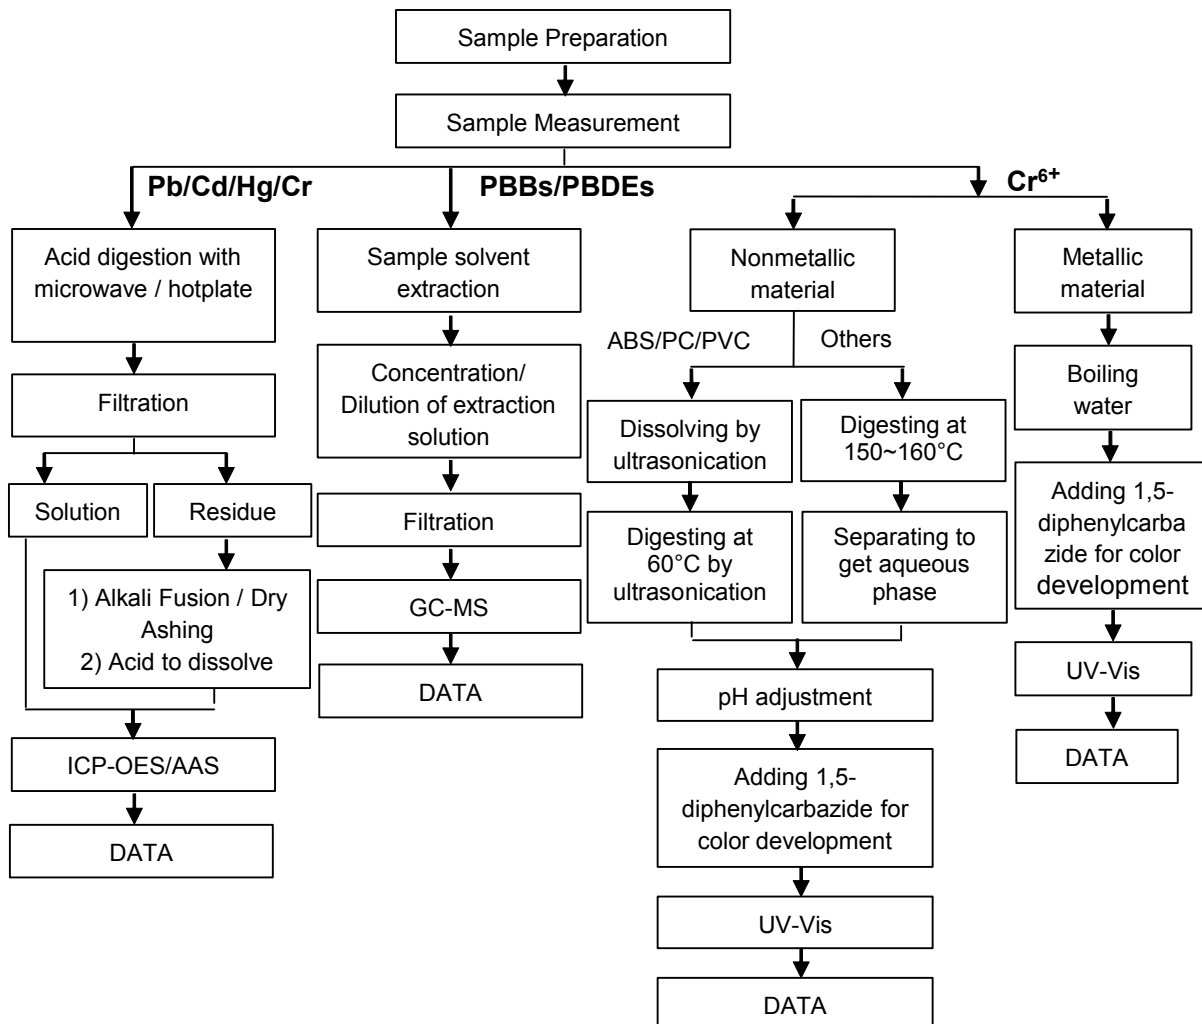 Sample Preparation
Sample Measurement
Pb/Cd/Hg/Cr
PBBs/PBDEs
Cr⁶⁺
Acid digestion with
microwave / hotplate
Filtration
Solution
Residue
1) Alkali Fusion / Dry
Ashing
2) Acid to dissolve
ICP-OES/AAS
DATA
Sample solvent
extraction
Concentration/
Dilution of extraction
solution
Filtration
GC-MS
DATA
Nonmetallic
material
ABS/PC/PVC
Others
Dissolving by
ultrasonication
Digesting at
60°C by
ultrasonication
Digesting at
150~160°C
Separating to
get aqueous
phase
pH adjustment
Adding 1,5-
diphenylcarbazide for
color development
UV-Vis
DATA
Metallic
material
Boiling
water
Adding 1,5-
diphenylcarba
zide for color
development
UV-Vis
DATA